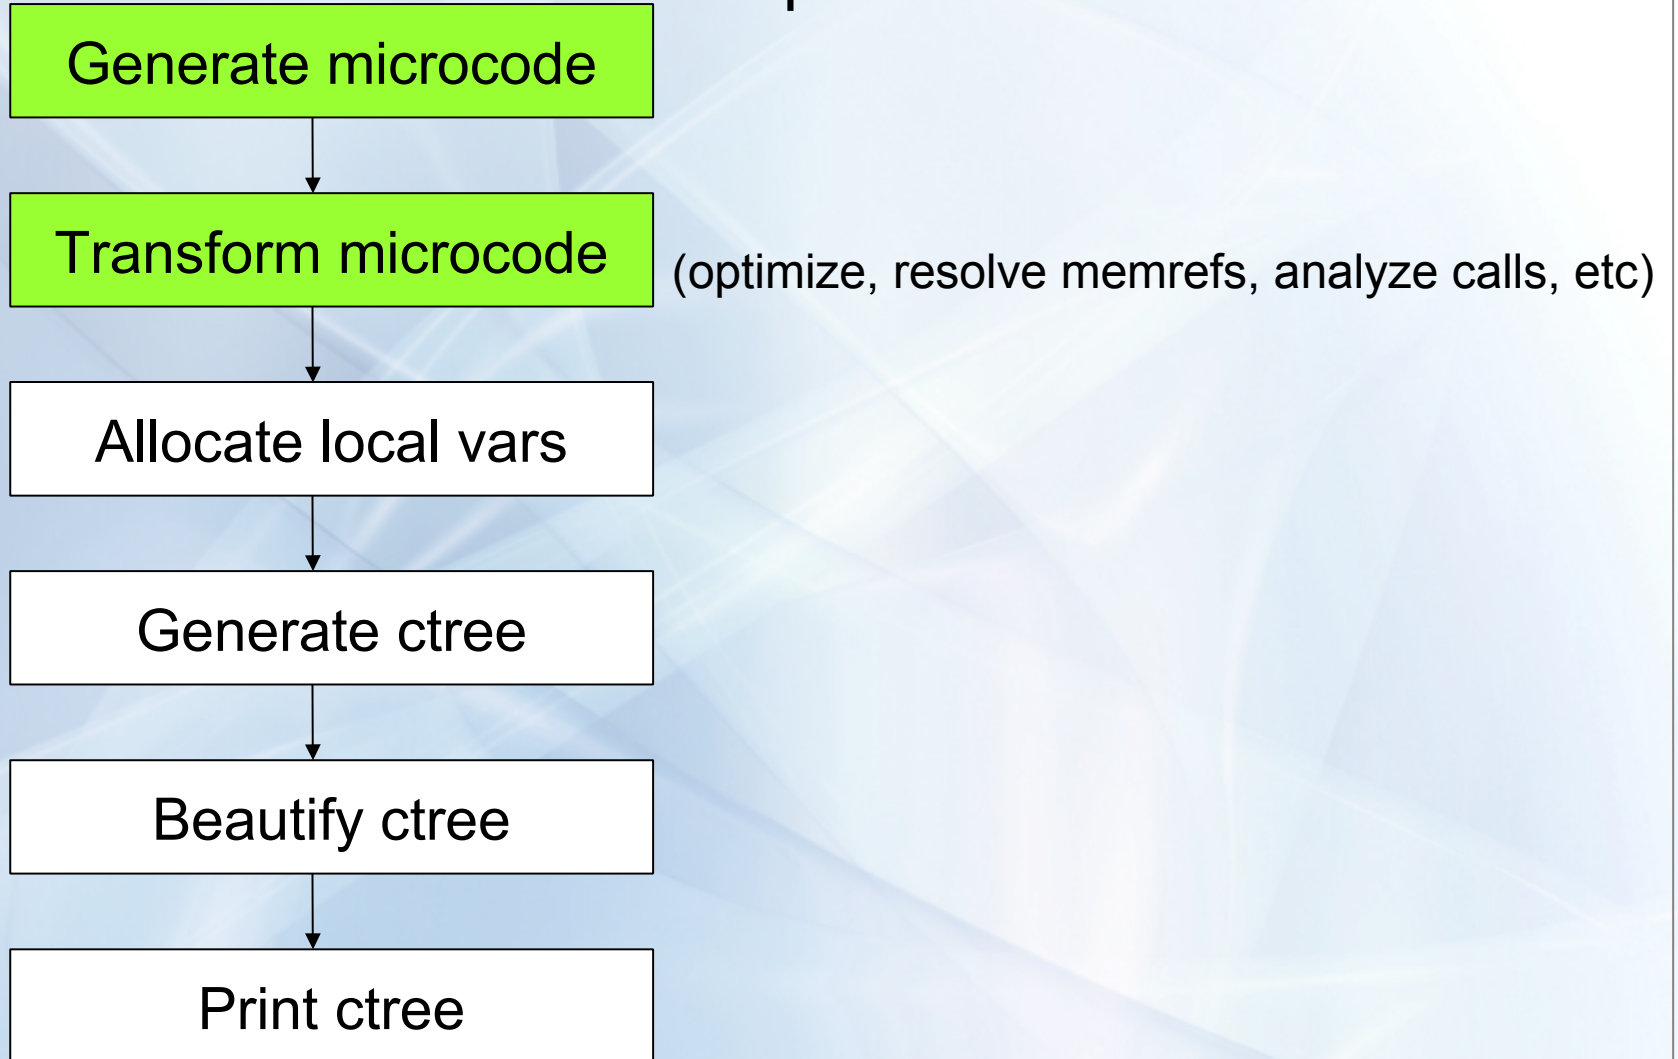 Generate microcode
Transform microcode
(optimize, resolve memrefs, analyze calls, etc)
Allocate local vars
Generate ctree
Beautify ctree
Print ctree